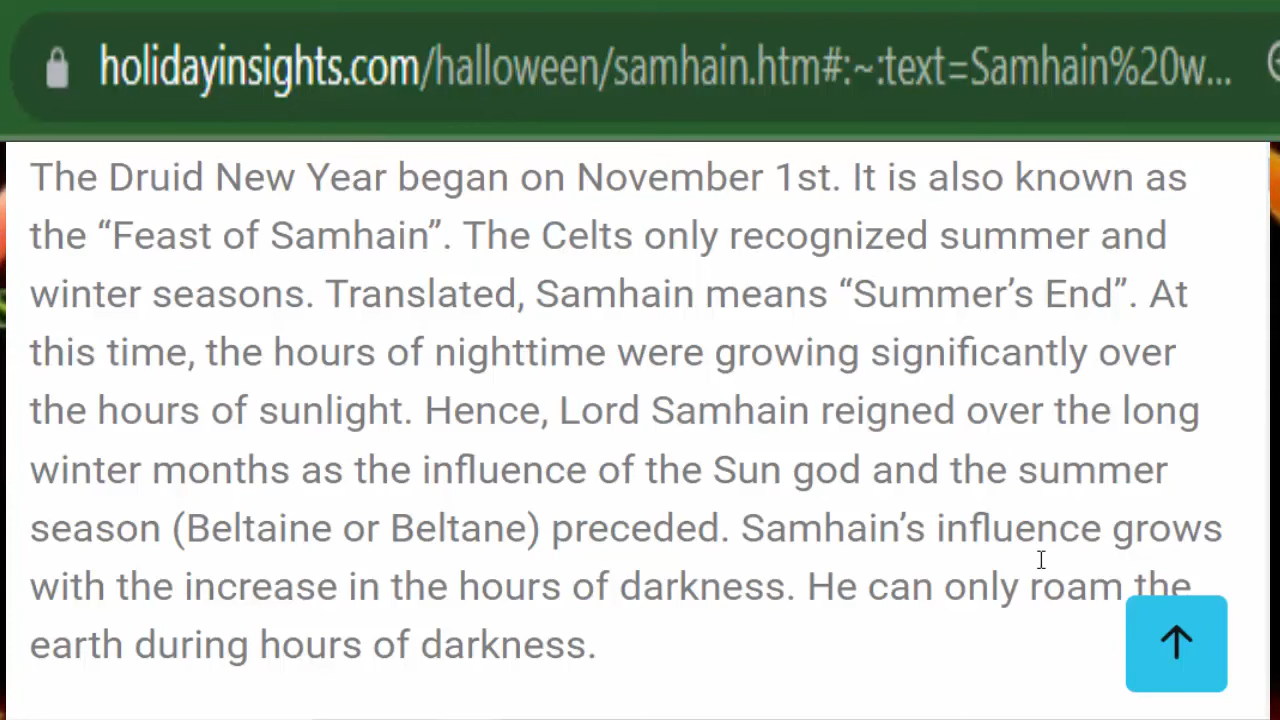 holidayinsights.com/halloween/samhain.htm#:~:text=Samhain%20w...
The Druid New Year began on November 1st. It is also known as
the “Feast of Samhain”. The Celts only recognized summer and
winter seasons. Translated, Samhain means “Summer’s End”. At
this time, the hours of nighttime were growing significantly over
the hours of sunlight. Hence, Lord Samhain reigned over the long
winter months as the influence of the Sun god and the summer
season (Beltaine or Beltane) preceded. Samhain’s influence grows
with the increase in the hours of darkness. He can only roam the
earth during hours of darkness.